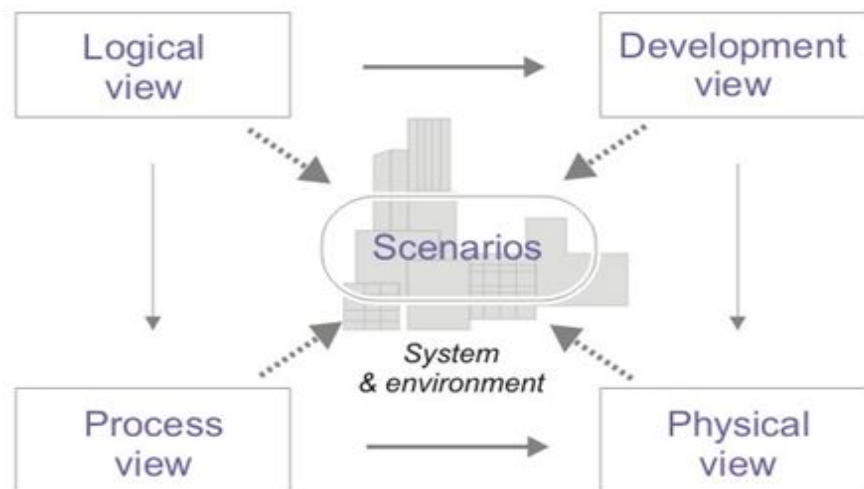 Logical
view
Development
view
Scenarios
System
& environment
Process
view
Physical
view